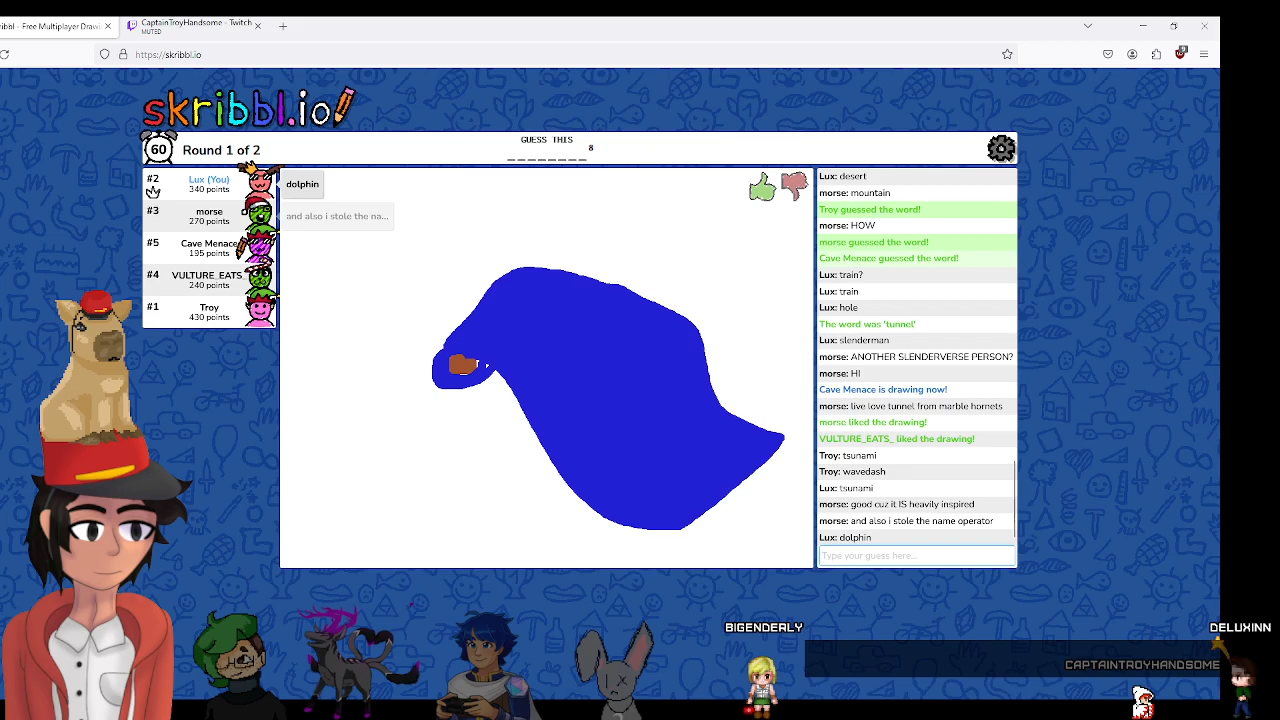 ribbl - Free Multiplayer Drawi
CaptainTroyHandsome - Twitch
MUTED
https://skribbl.io
skribbl.io
60
Round 1 of 2
GUESS THIS
________ 8
#2
Lux (You)
340 points
#3
morse
270 points
#5
Cave Menace
195 points
#4
VULTURE_EATS_
240 points
#1
Troy
430 points
dolphin
and also i stole the na...
Lux: desert
morse: mountain
Troy guessed the word!
morse: HOW
morse guessed the word!
Cave Menace guessed the word!
Lux: train?
Lux: train
Lux: hole
The word was 'tunnel'
Lux: slenderman
morse: ANOTHER SLENDERVERSE PERSON?
morse: HI
Cave Menace is drawing now!
morse: live love tunnel from marble hornets
morse liked the drawing!
VULTURE_EATS_ liked the drawing!
Troy: tsunami
Troy: wavedash
Lux: tsunami
morse: good cuz it IS heavily inspired
morse: and also i stole the name operator
Lux: dolphin
Type your guess here...
BIGENDERLY
DELUXINN
CAPTAINTROYHANDSOME